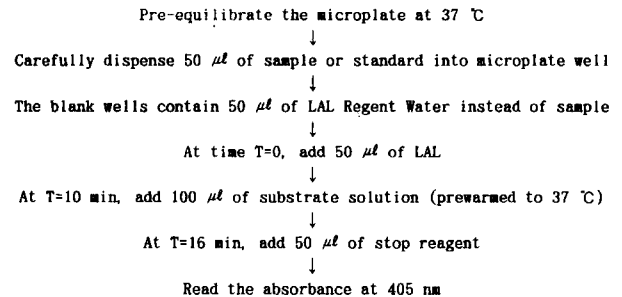 Pre-equilibrate the microplate at 37 ℃
↓
Carefully dispense 50 μℓ of sample or standard into microplate well
↓
The blank wells contain 50 μℓ of LAL Regent Water instead of sample
↓
At time T=0, add 50 μℓ of LAL
↓
At T=10 min, add 100 μℓ of substrate solution (prewarmed to 37 ℃)
↓
At T=16 min, add 50 μℓ of stop reagent
↓
Read the absorbance at 405 nm